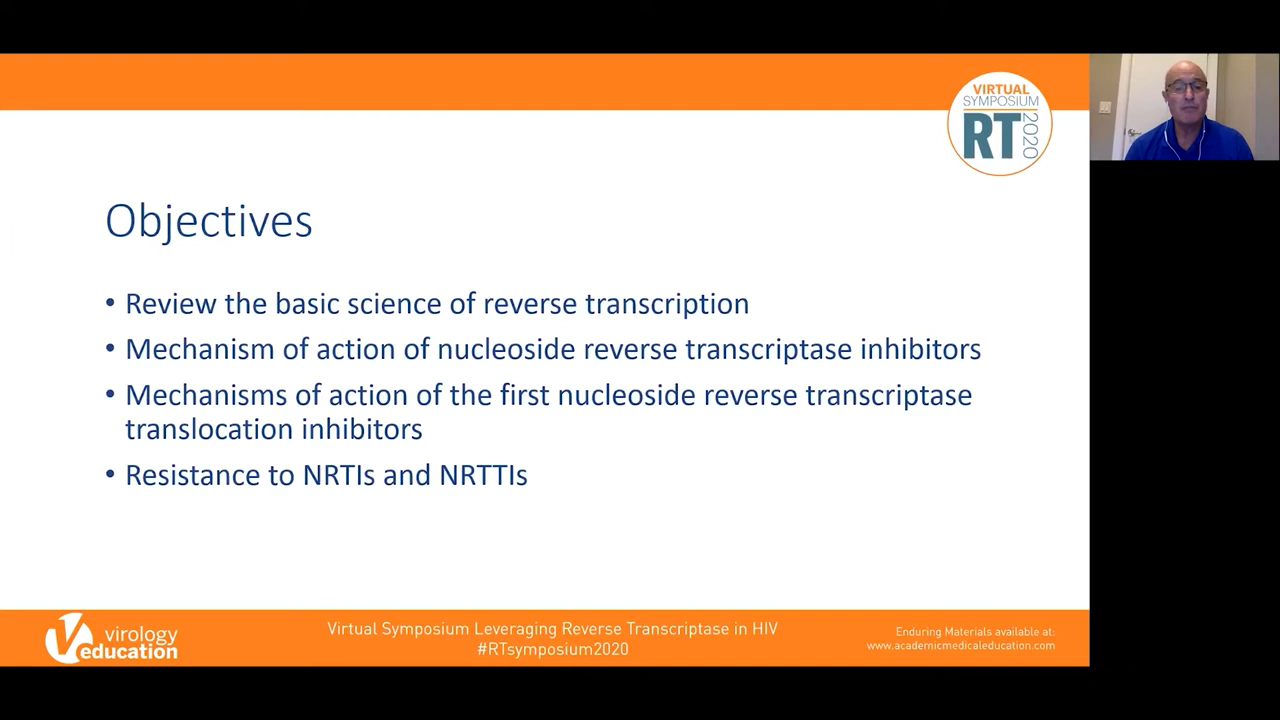 VIRTUAL
SYMPOSIUM
RT
2020
Objectives
• Review the basic science of reverse transcription
• Mechanism of action of nucleoside reverse transcriptase inhibitors
• Mechanisms of action of the first nucleoside reverse transcriptase
translocation inhibitors
• Resistance to NRTIs and NRTTIs
virology
education
Virtual Symposium Leveraging Reverse Transcriptase in HIV
#RTsymposium2020
Enduring Materials available at:
www.academicmedicaleducation.com